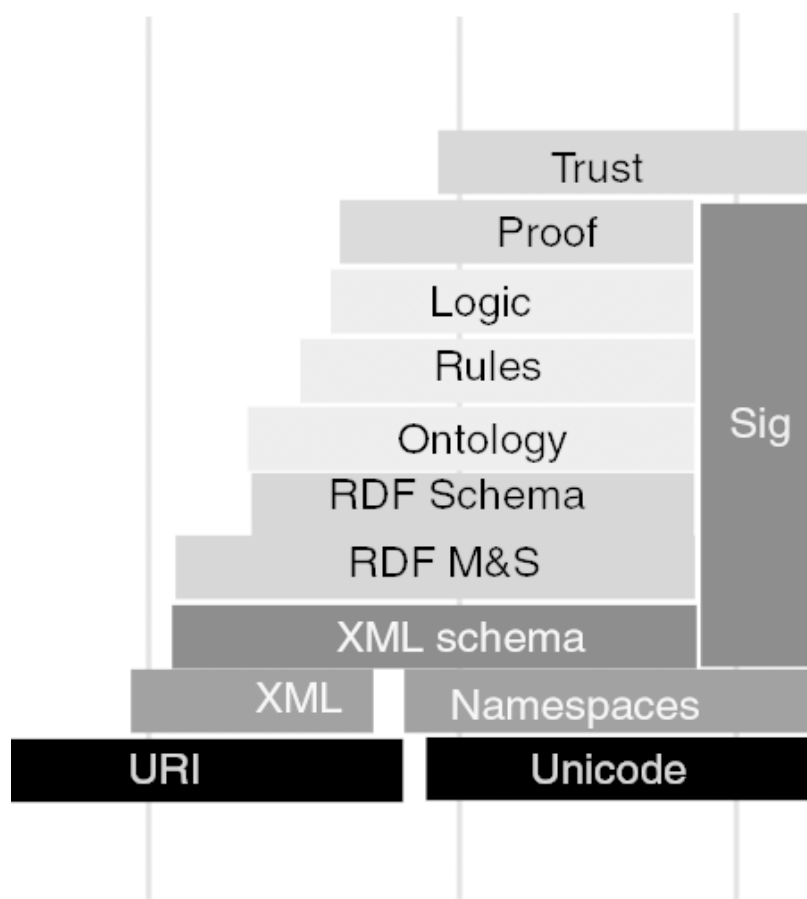 Trust
Proof
Logic
Rules
Sig
Ontology
RDF Schema
RDF M&S
XML schema
XML
Namespaces
URI
Unicode